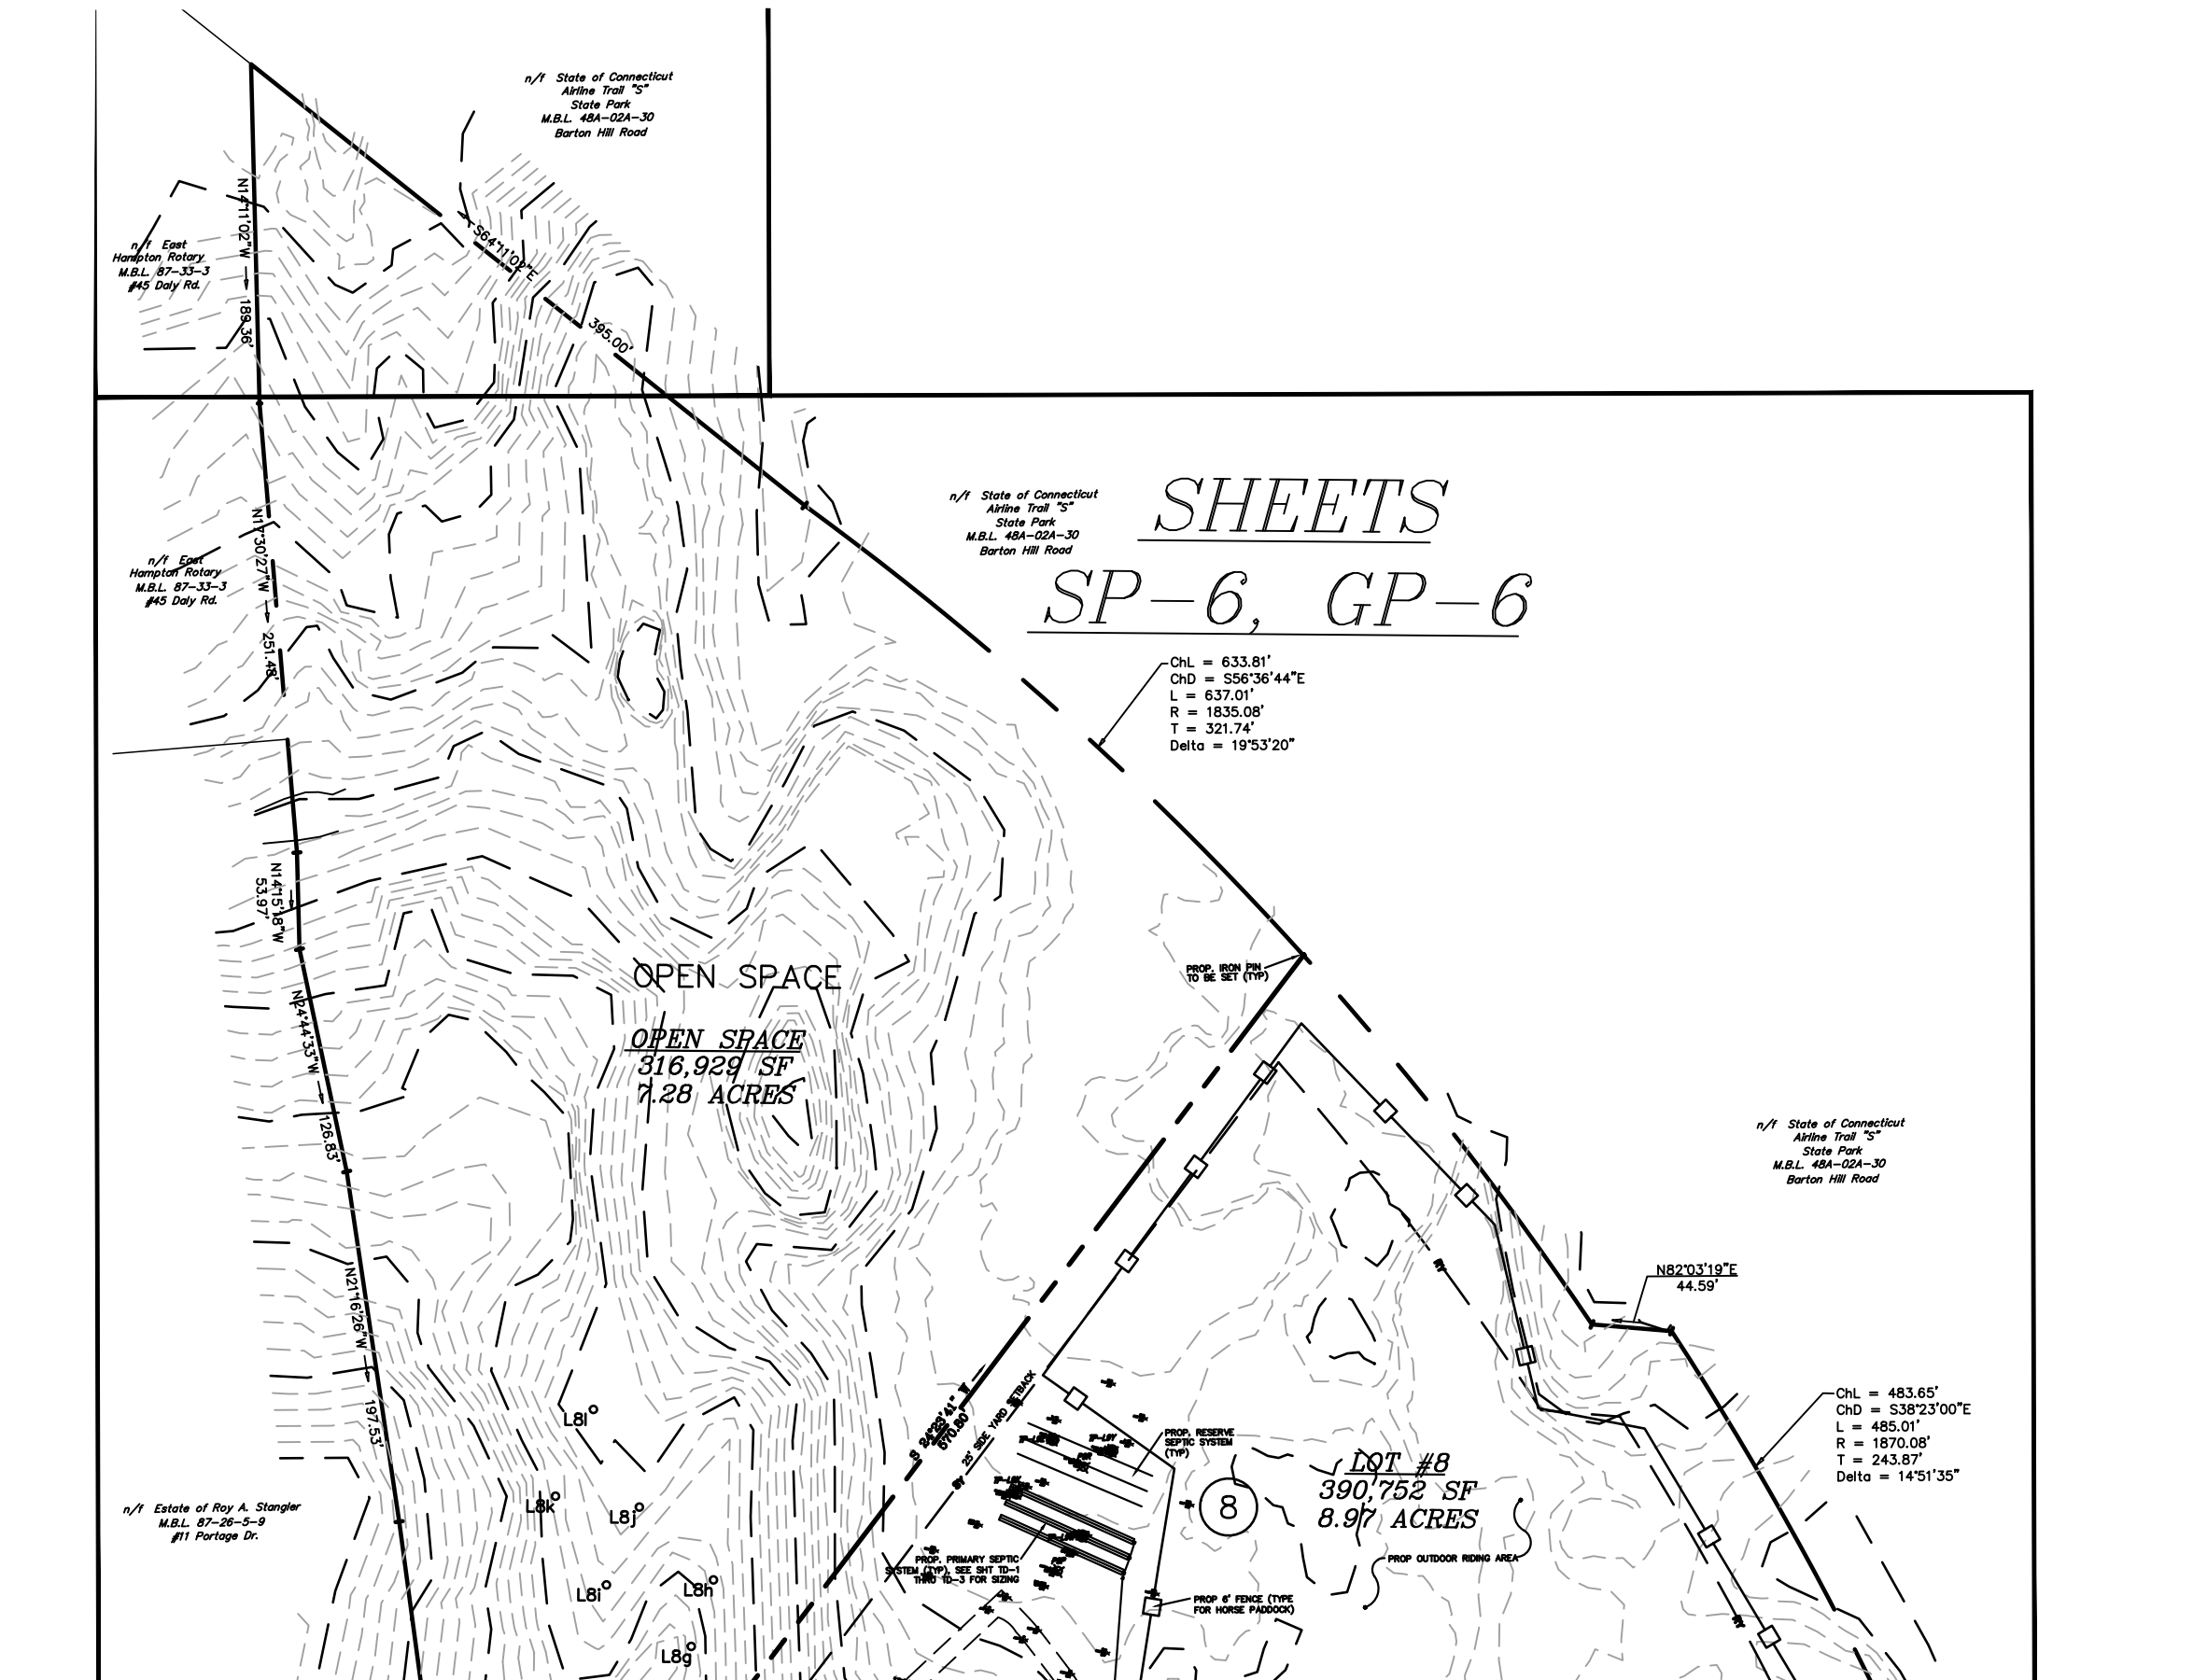 n/f State of Connecticut
Airline Trail "S"
State Park
M.B.L. 48A-02A-30
Barton Hill Road
N14°11'02"W
189.36'
S64°11'02"E
395.00'
n/f East
Hampton Rotary
M.B.L. 87-33-3
#45 Daly Rd.
SHEETS
SP-6, GP-6
n/f State of Connecticut
Airline Trail "S"
State Park
M.B.L. 48A-02A-30
Barton Hill Road
n/f East
Hampton Rotary
M.B.L. 87-33-3
#45 Daly Rd.
N17°30'27"W
251.48'
ChL = 633.81'
ChD = S56°36'44"E
L = 637.01'
R = 1835.08'
T = 321.74'
Delta = 19°53'20"
N14°15'18"W
53.97'
PROP. IRON PIN
TO BE SET (TYP)
OPEN SPACE
OPEN SPACE
316,929 SF
7.28 ACRES
N24°44'33"W
126.83'
n/f State of Connecticut
Airline Trail "S"
State Park
M.B.L. 48A-02A-30
Barton Hill Road
N82°03'19"E
44.59'
N21°16'26"W
197.53'
ChL = 483.65'
ChD = S38°23'00"E
L = 485.01'
R = 1870.08'
T = 243.87'
Delta = 14°51'35"
S 24°23'41" W
570.80'
SY 25' SIDE YARD SETBACK
RY
PROP. RESERVE
SEPTIC SYSTEM
(TYP)
8
LOT #8
390,752 SF
8.97 ACRES
PROP OUTDOOR RIDING AREA
n/f Estate of Roy A. Stangler
M.B.L. 87-26-5-9
#11 Portage Dr.
L8l
L8k
L8j
L8i
L8h
L8g
PROP. PRIMARY SEPTIC
SYSTEM (TYP). SEE SHT TD-1
THRU TD-3 FOR SIZING
PROP 6' FENCE (TYPE
FOR HORSE PADDOCK)
RY